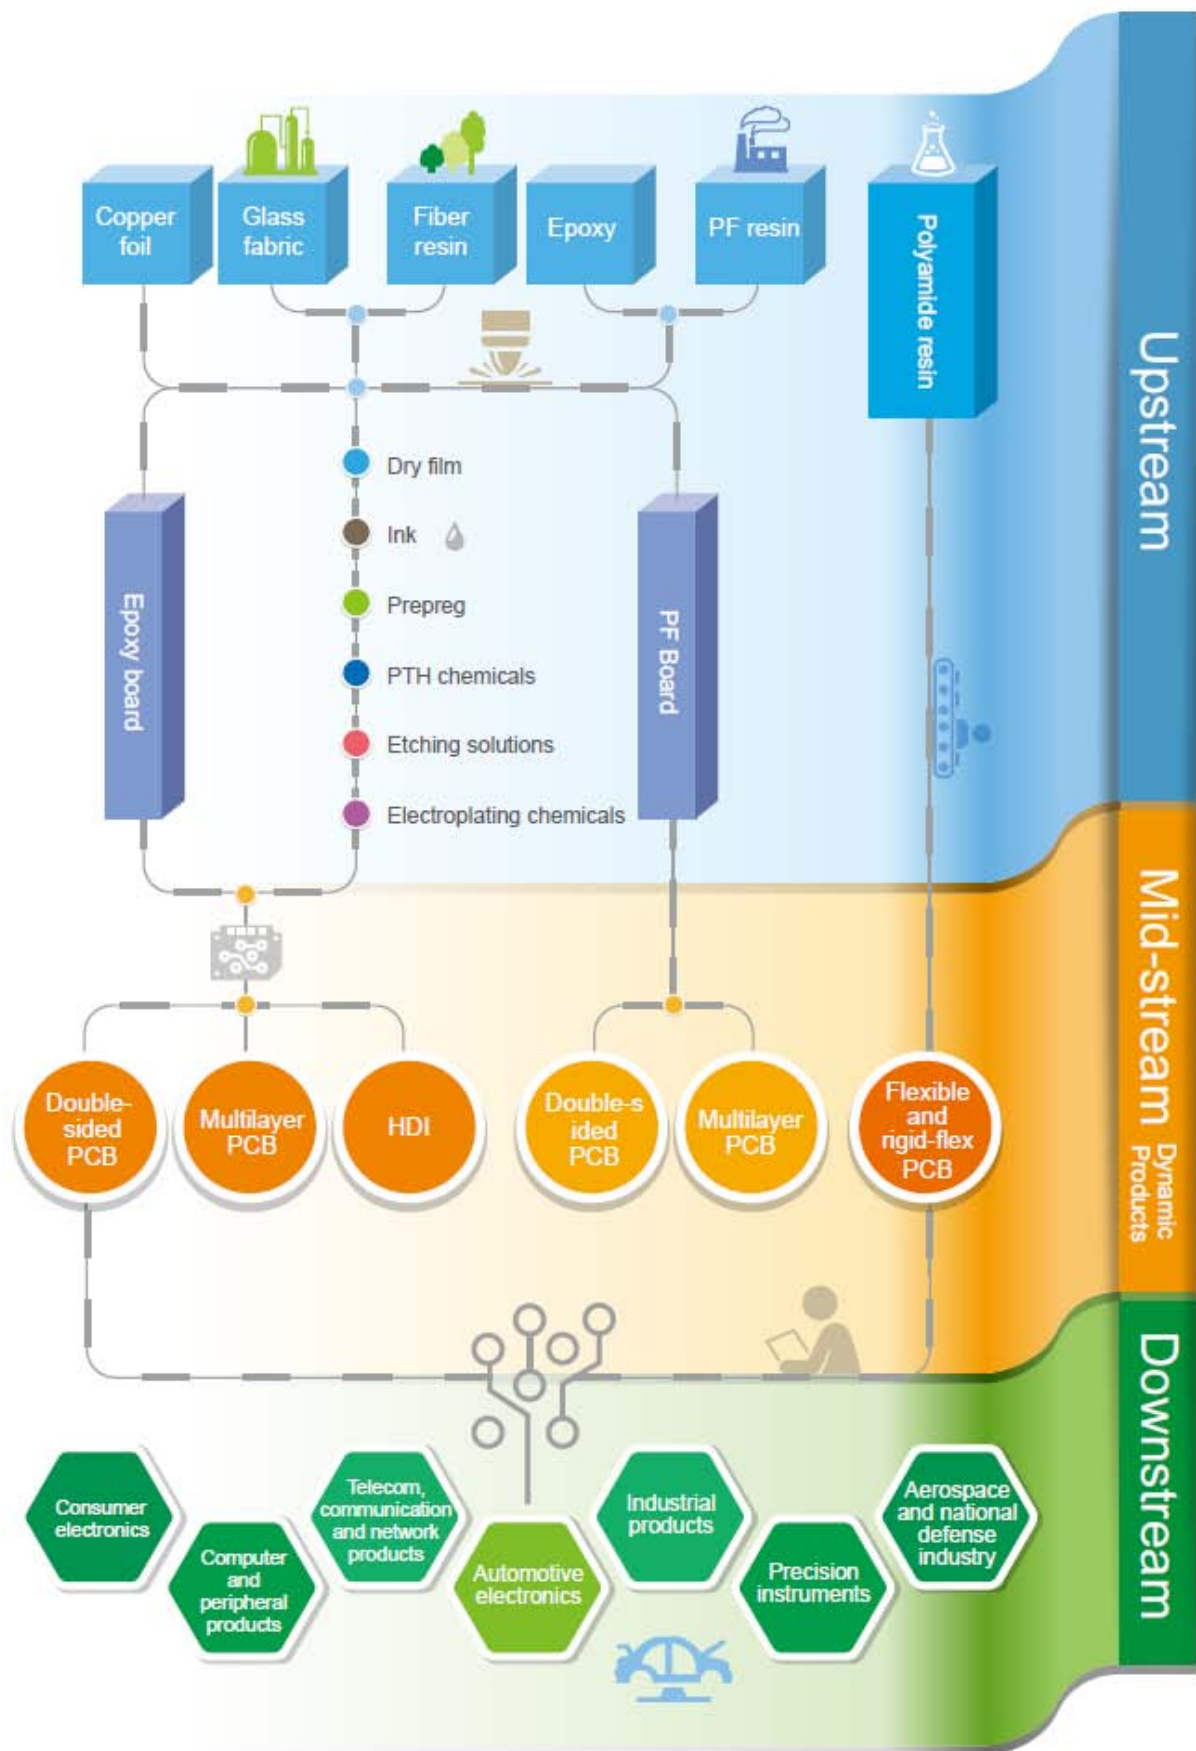 Copper
foil
Glass
fabric
Fiber
resin
Epoxy
PF resin
Polyamide resin
Upstream
Dry film
Ink
Prepreg
PTH chemicals
Etching solutions
Electroplating chemicals
Epoxy board
PF Board
Mid-stream
Dynamic
Products
Double-
sided
PCB
Multilayer
PCB
HDI
Double-s
ided
PCB
Multilayer
PCB
Flexible
and
rigid-flex
PCB
Downstream
Consumer
electronics
Computer
and
peripheral
products
Telecom,
communication
and network
products
Automotive
electronics
Industrial
products
Precision
instruments
Aerospace
and national
defense
industry